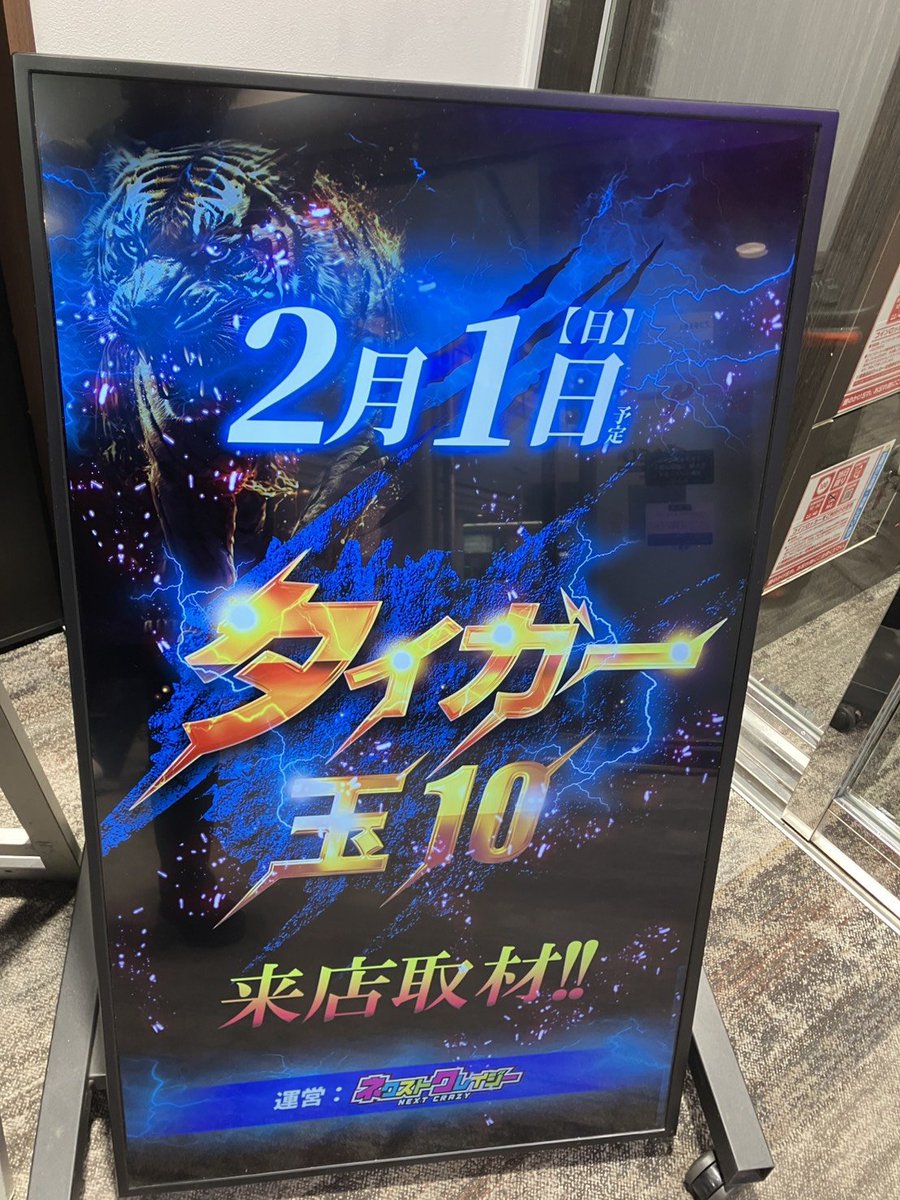 2月1日【日】予定
タイガー
玉10
来店取材!!
運営：ネクストクレイジー
NEXT CRAZY